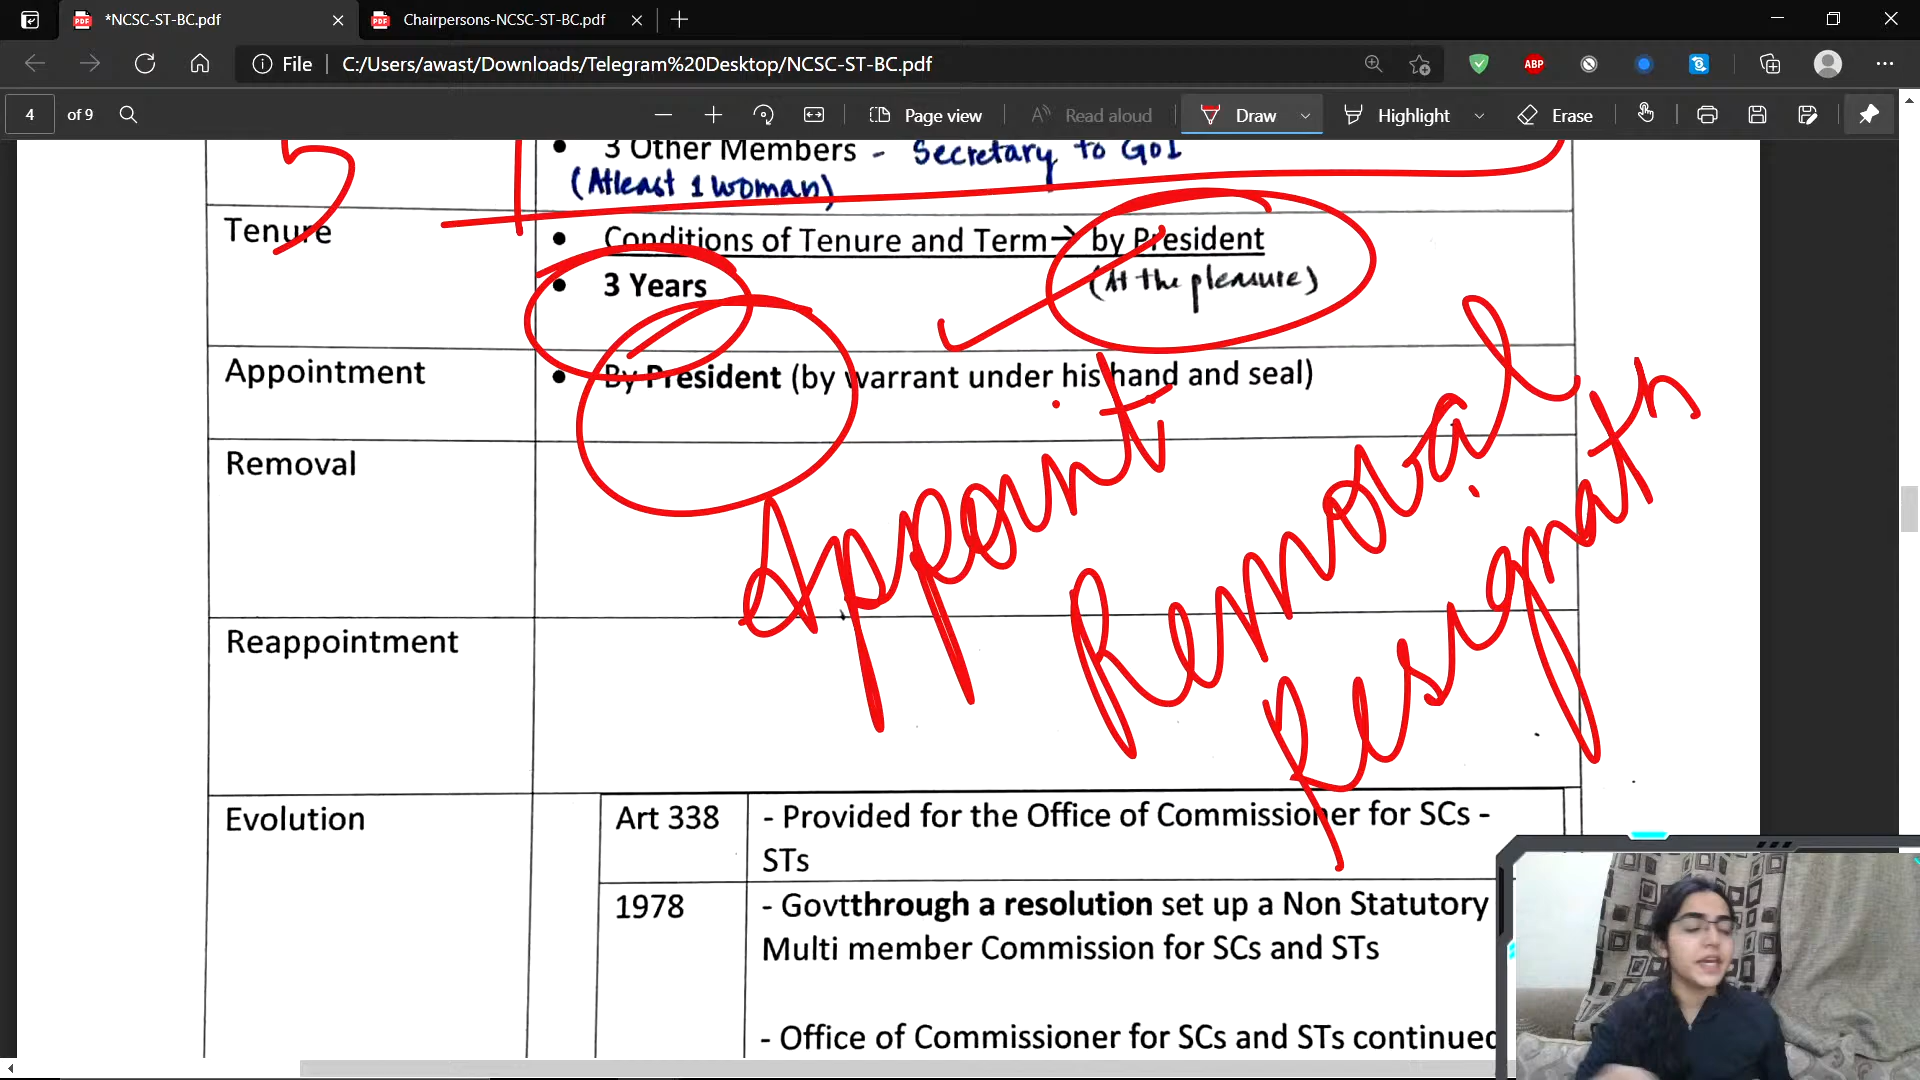 *NCSC-ST-BC.pdf
Chairpersons-NCSC-ST-BC.pdf
File
C:/Users/awast/Downloads/Telegram%20Desktop/NCSC-ST-BC.pdf
4 of 9
Read aloud
Page view
Draw
Highlight
Erase
ABP
5
3 Other Members - Secretary to GoI
(Atleast 1 woman)
Tenure
Conditions of Tenure and Term → by President
(At the pleasure)
3 Years
Appointment
By President (by warrant under his hand and seal)
Removal
Appoint
Removal
Resignatn
Reappointment
Evolution
Art 338
- Provided for the Office of Commissioner for SCs -
STs
1978
- Govtthrough a resolution set up a Non Statutory
Multi member Commission for SCs and STs
- Office of Commissioner for SCs and STs continued